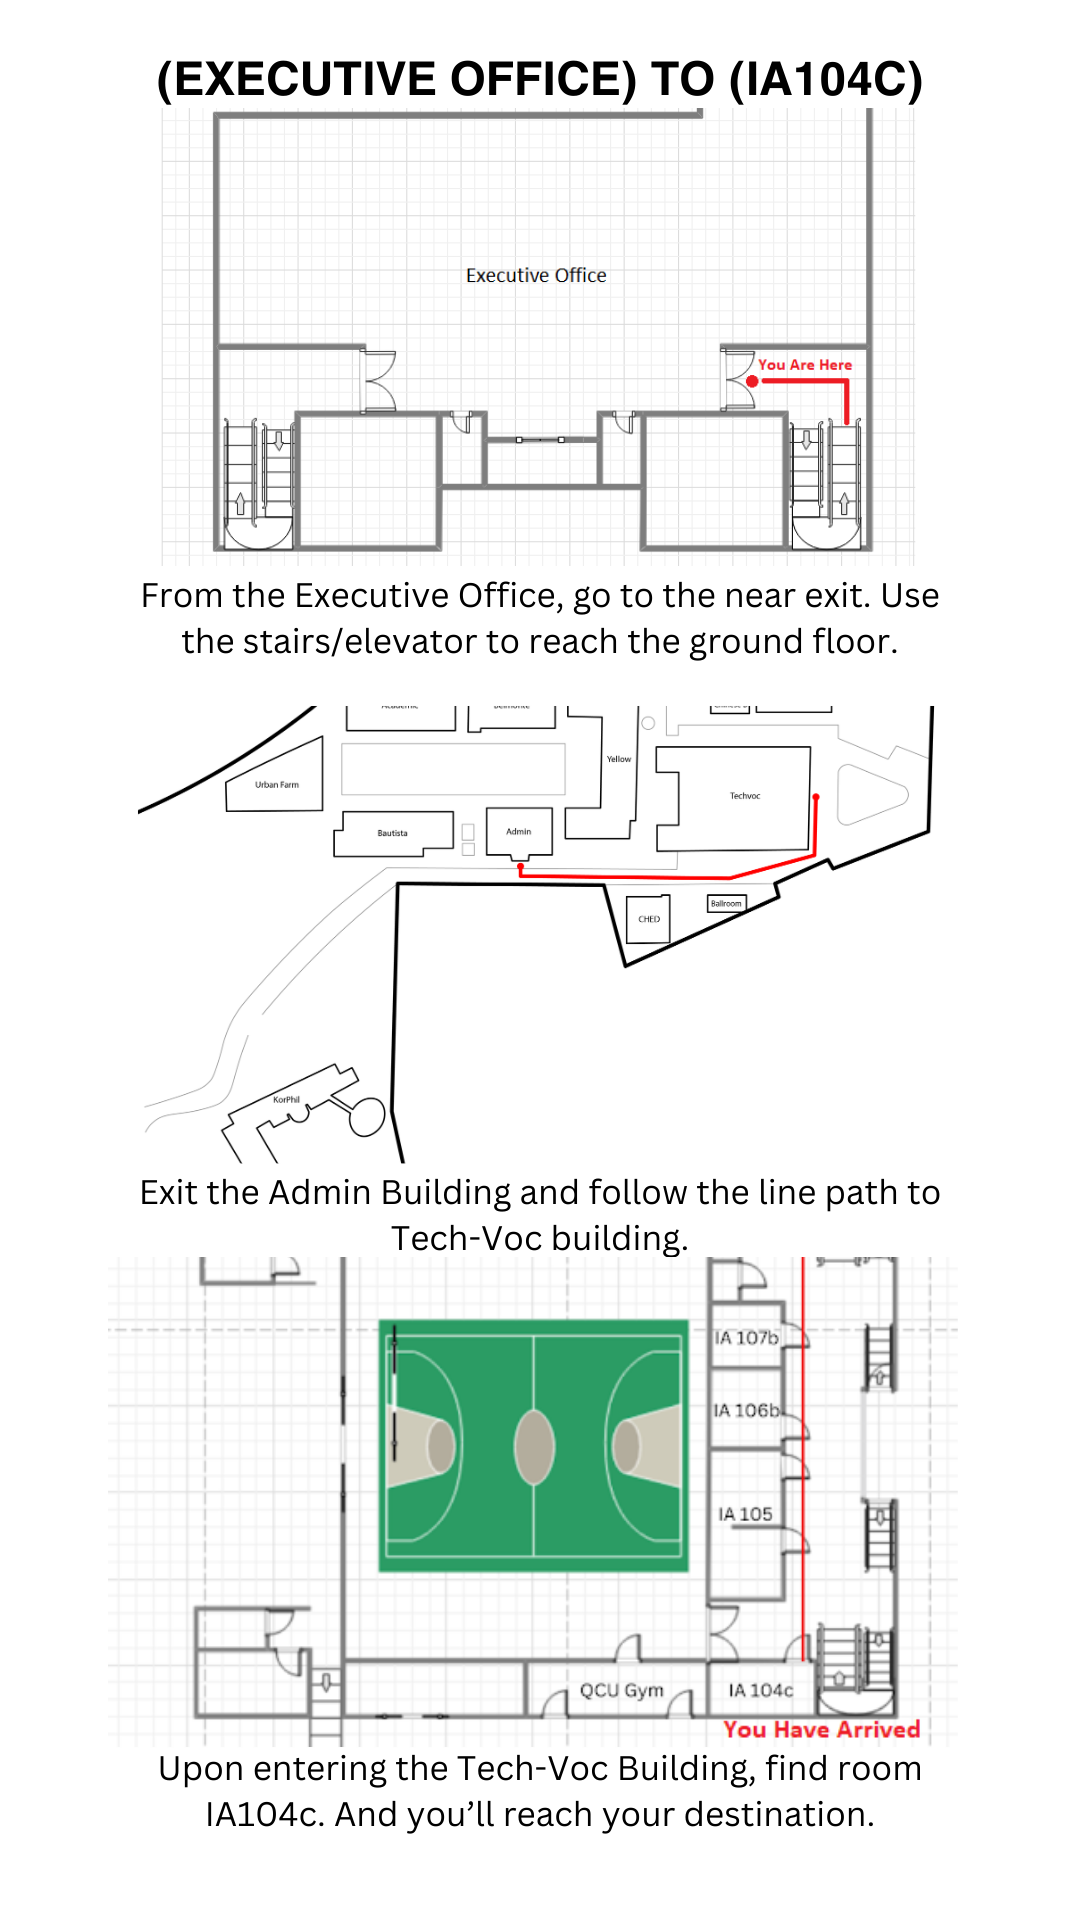 (EXECUTIVE OFFICE) TO (IA104C)
Executive Office
You Are Here
From the Executive Office, go to the near exit. Use
the stairs/elevator to reach the ground floor.
Yellow
Urban Farm
Techvoc
Bautista
Admin
Ballroom
CHED
KorPhil
Exit the Admin Building and follow the line path to
Tech-Voc building.
IA 107b
IA 106b
IA 105
QCU Gym
IA 104c
You Have Arrived
Upon entering the Tech-Voc Building, find room
IA104c. And you’ll reach your destination.